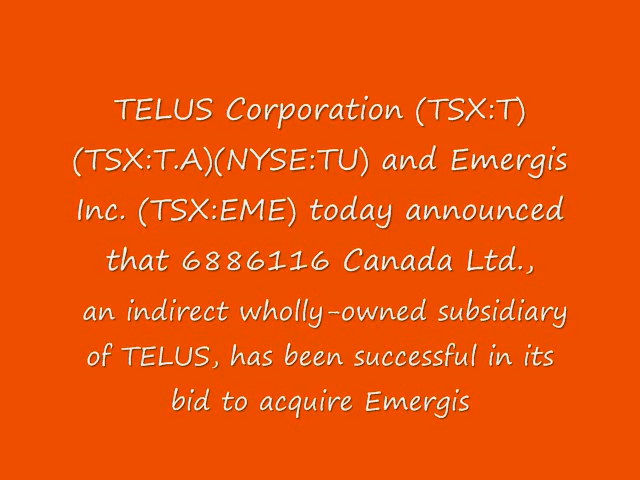 TELUS Corporation (TSX:T)
(TSX:T.A)(NYSE:TU) and Emergis
Inc. (TSX:EME) today announced
that 6886116 Canada Ltd.,
an indirect wholly-owned subsidiary
of TELUS, has been successful in its
bid to acquire Emergis